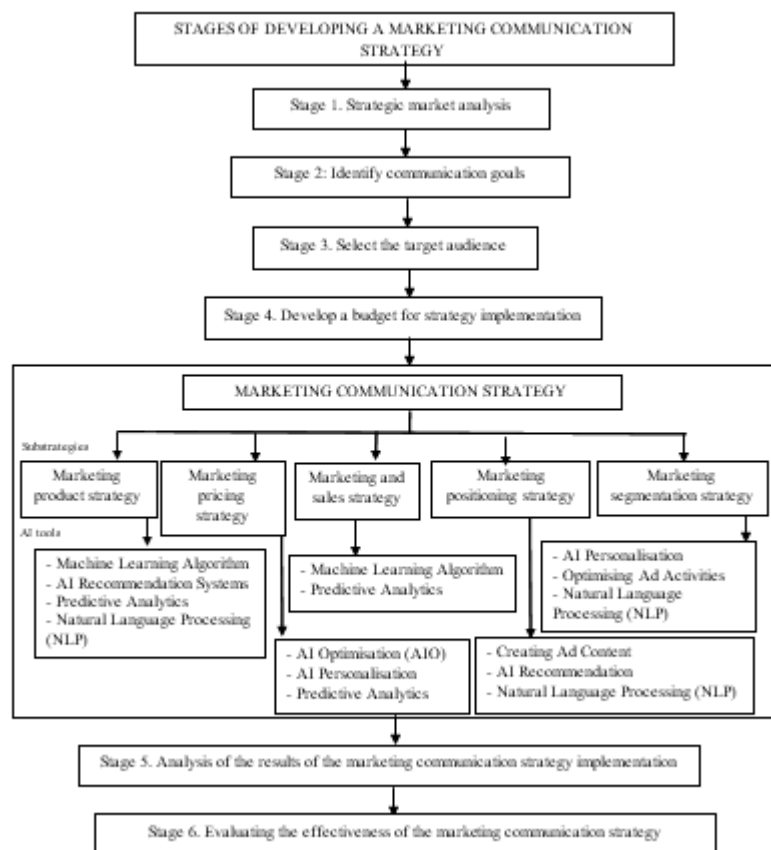 STAGES OF DEVELOPING A MARKETING COMMUNICATION
STRATEGY
Stage 1. Strategic market analysis
Stage 2: Identify communication goals
Stage 3. Select the target audience
Stage 4. Develop a budget for strategy implementation
MARKETING COMMUNICATION STRATEGY
Substrategies
Marketing
product strategy
Marketing
pricing
strategy
Marketing and
sales strategy
Marketing
positioning strategy
Marketing
segmentation strategy
AI tools
- Machine Learning Algorithm
- AI Recommendation Systems
- Predictive Analytics
- Natural Language Processing
(NLP)
- AI Optimisation (AIO)
- AI Personalisation
- Predictive Analytics
- Machine Learning Algorithm
- Predictive Analytics
- Creating Ad Content
- AI Recommendation
- Natural Language Processing (NLP)
- AI Personalisation
- Optimising Ad Activities
- Natural Language
Processing (NLP)
Stage 5. Analysis of the results of the marketing communication strategy implementation
Stage 6. Evaluating the effectiveness of the marketing communication strategy